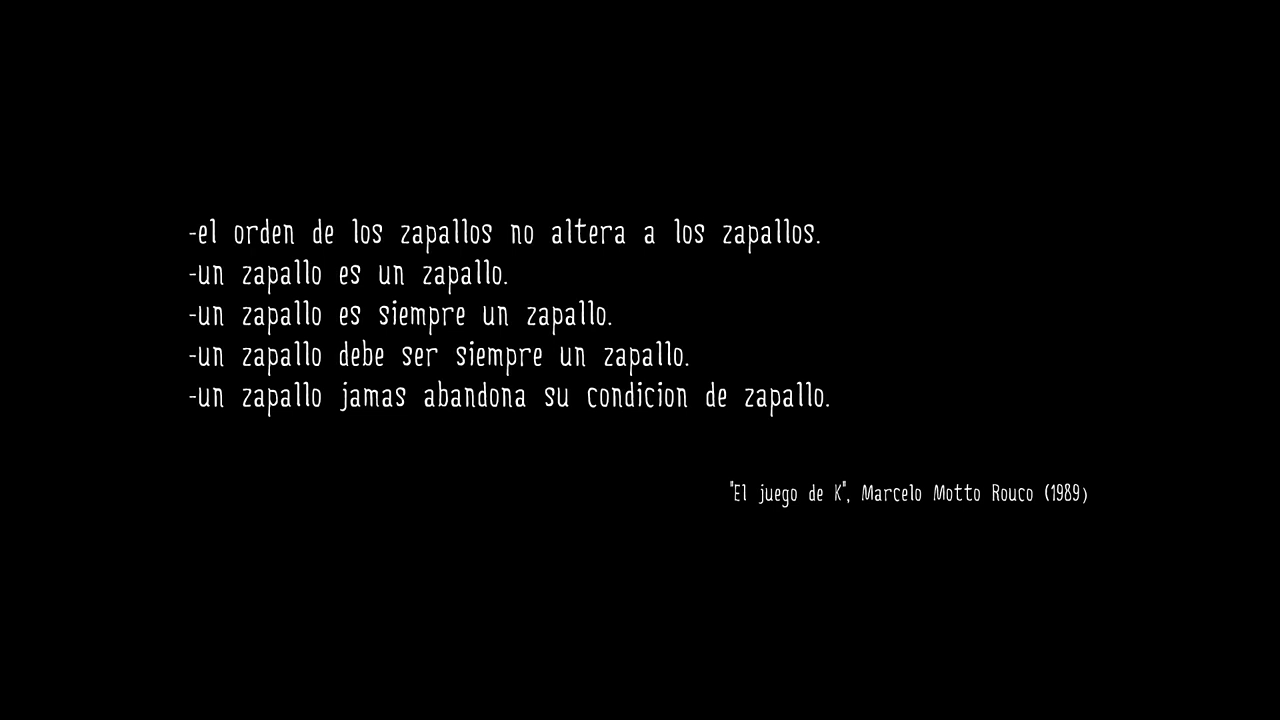 -el orden de los zapallos no altera a los zapallos.
-un zapallo es un zapallo.
-un zapallo es siempre un zapallo.
-un zapallo debe ser siempre un zapallo.
-un zapallo jamas abandona su condicion de zapallo.
"El juego de K", Marcelo Motto Rouco (1989)